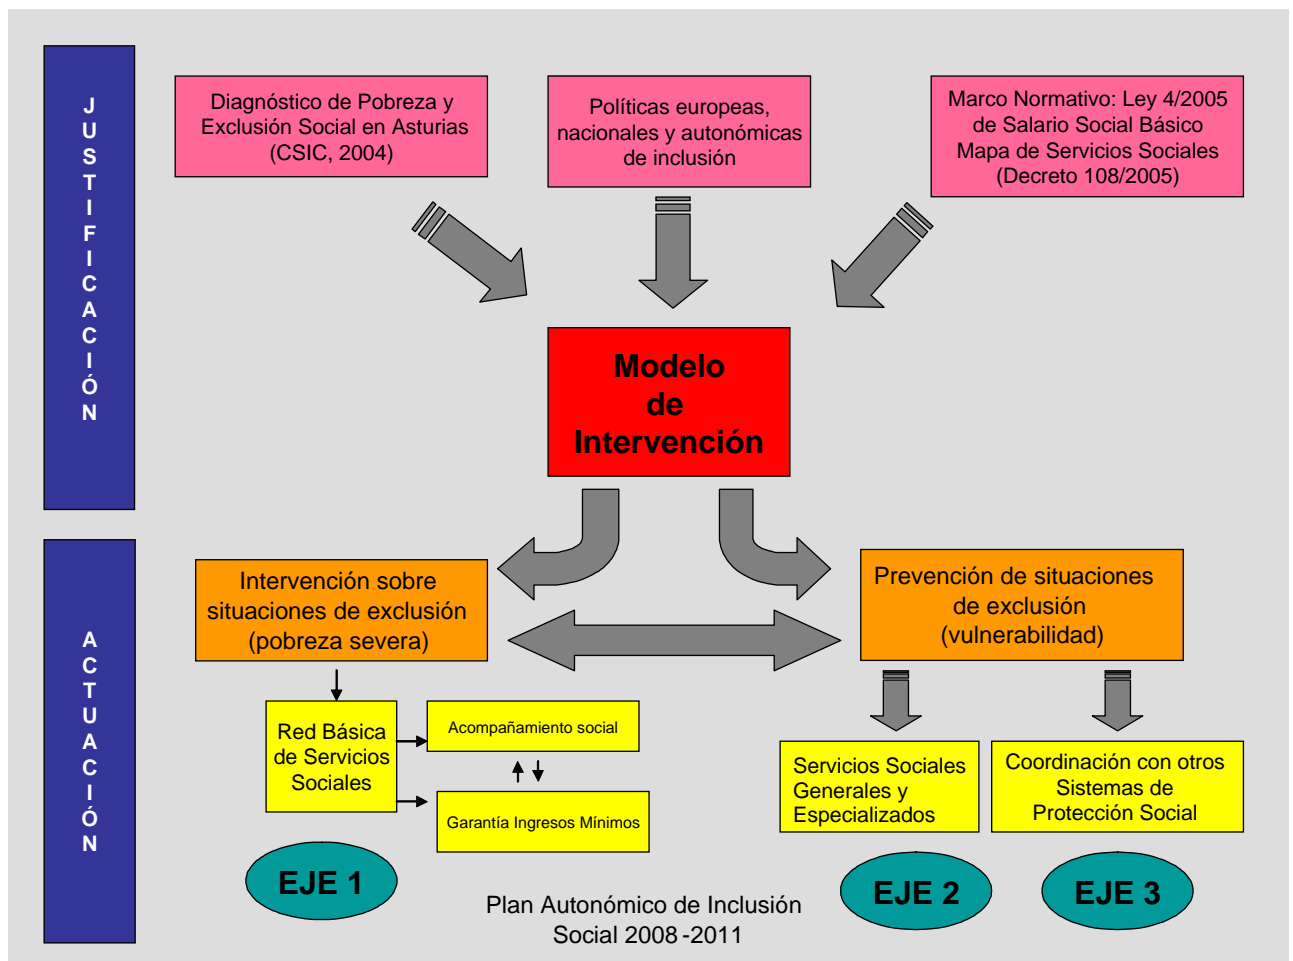 JUSTIFICACIÓN
Diagnóstico de Pobreza y
Exclusión Social en Asturias
(CSIC, 2004)
Políticas europeas,
nacionales y autonómicas
de inclusión
Marco Normativo: Ley 4/2005
de Salario Social Básico
Mapa de Servicios Sociales
(Decreto 108/2005)
Modelo
de
Intervención
ACTUACIÓN
Intervención sobre
situaciones de exclusión
(pobreza severa)
Prevención de situaciones
de exclusión
(vulnerabilidad)
Red Básica
de Servicios
Sociales
Acompañamiento social
Garantía Ingresos Mínimos
Servicios Sociales
Generales y
Especializados
Coordinación con otros
Sistemas de
Protección Social
EJE 1
EJE 2
EJE 3
Plan Autonómico de Inclusión
Social 2008 -2011